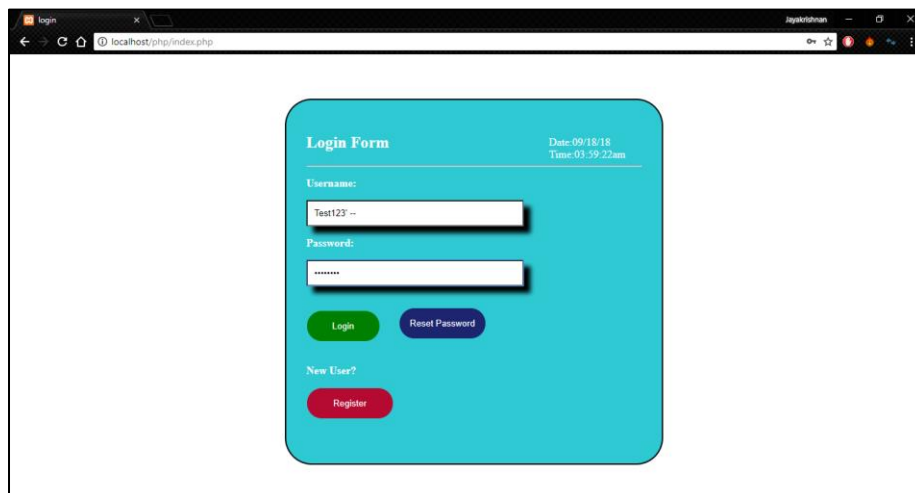 login
Jayakrishnan
localhost/php/index.php
Login Form
Date:09/18/18
Time:03:59:22am
Username:
Test123' --
Password:
••••••••
Login
Reset Password
New User?
Register